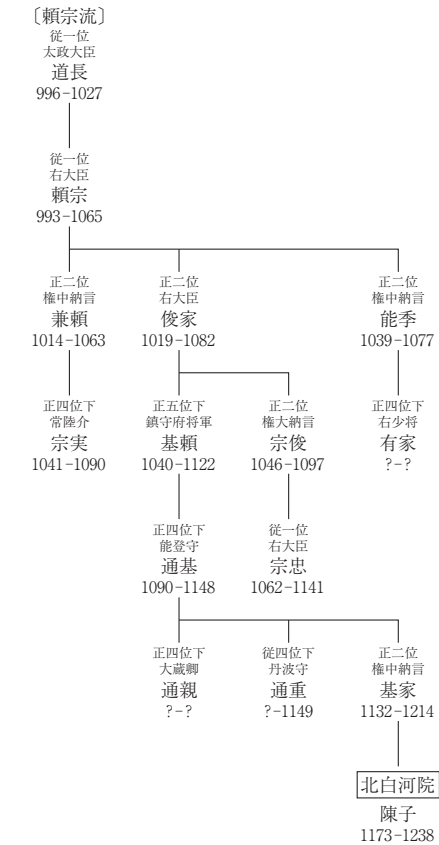 〔頼宗流〕
従一位
太政大臣
道長
996-1027
従一位
右大臣
頼宗
993-1065
正二位
権中納言
兼頼
1014-1063
正二位
右大臣
俊家
1019-1082
正二位
権中納言
能季
1039-1077
正四位下
常陸介
宗実
1041-1090
正五位下
鎮守府将軍
基頼
1040-1122
正二位
権大納言
宗俊
1046-1097
正四位下
右少将
有家
?-?
正四位下
能登守
通基
1090-1148
従一位
右大臣
宗忠
1062-1141
正四位下
大蔵卿
通親
?-?
従四位下
丹波守
通重
?-1149
正二位
権中納言
基家
1132-1214
北白河院
陳子
1173-1238